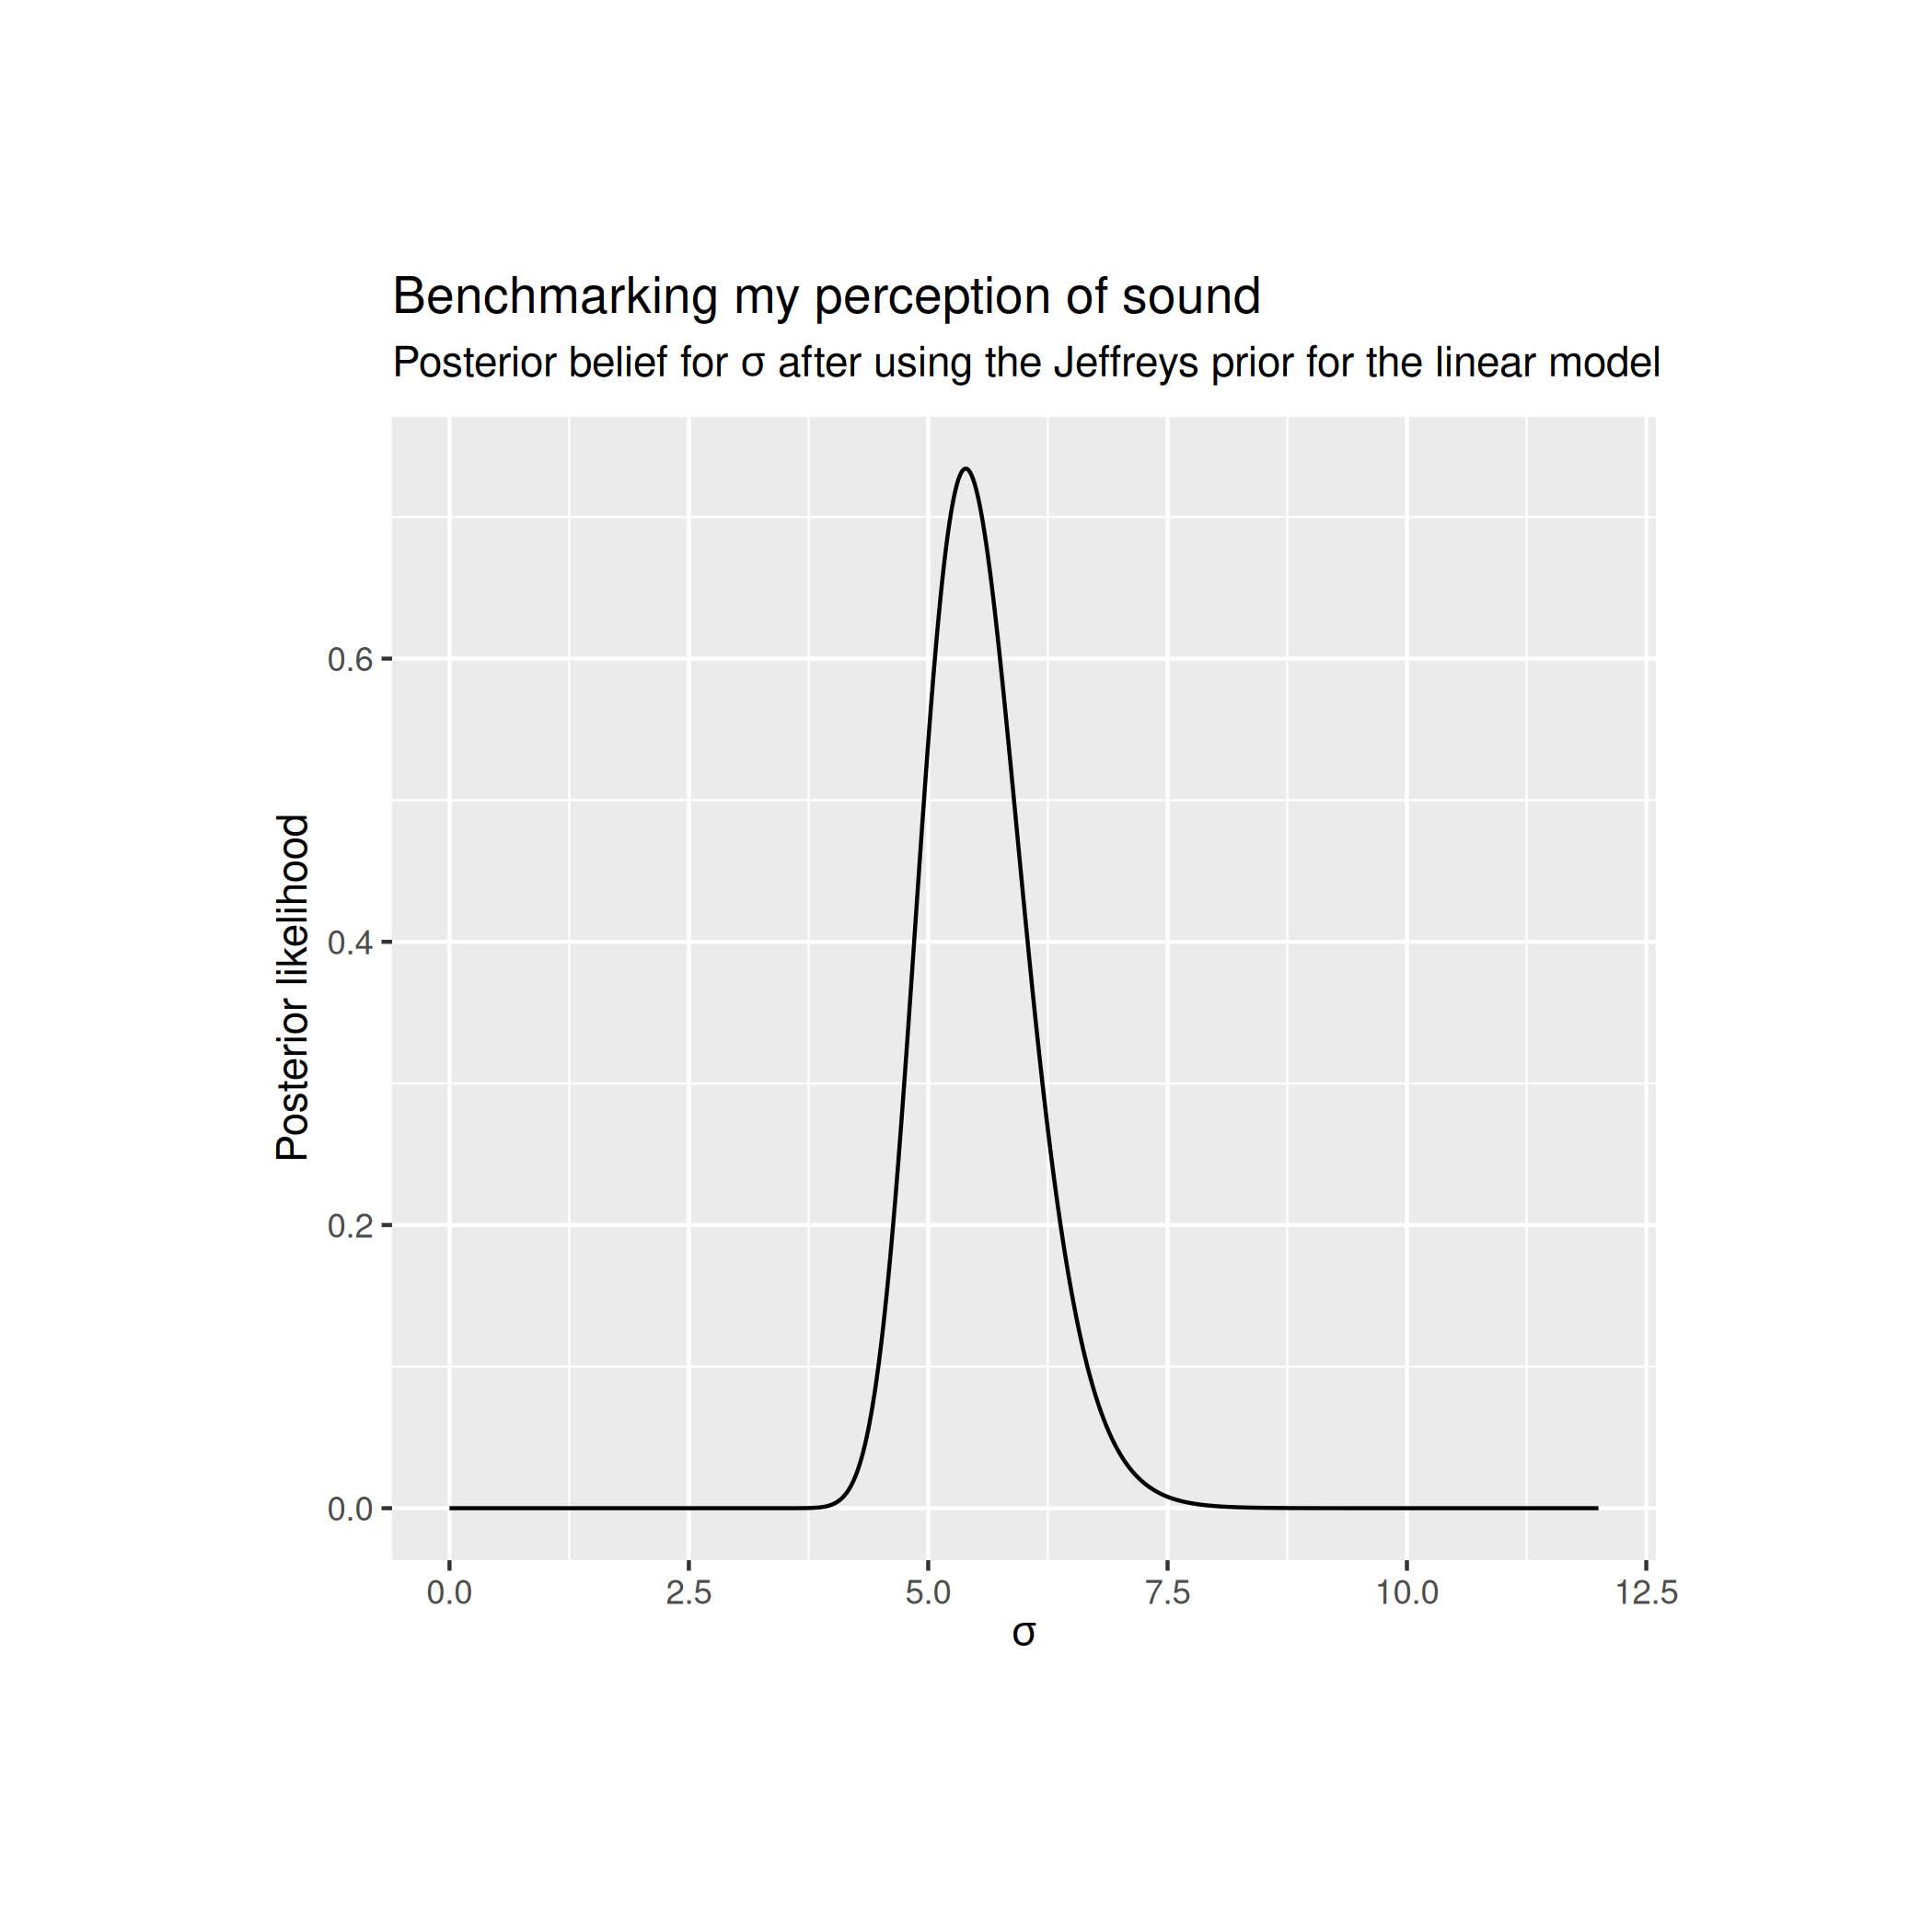 Benchmarking my perception of sound
Posterior belief for σ after using the Jeffreys prior for the linear model
Posterior likelihood
0.6
0.4
0.2
0.0
0.0 2.5 5.0 7.5 10.0 12.5
σ